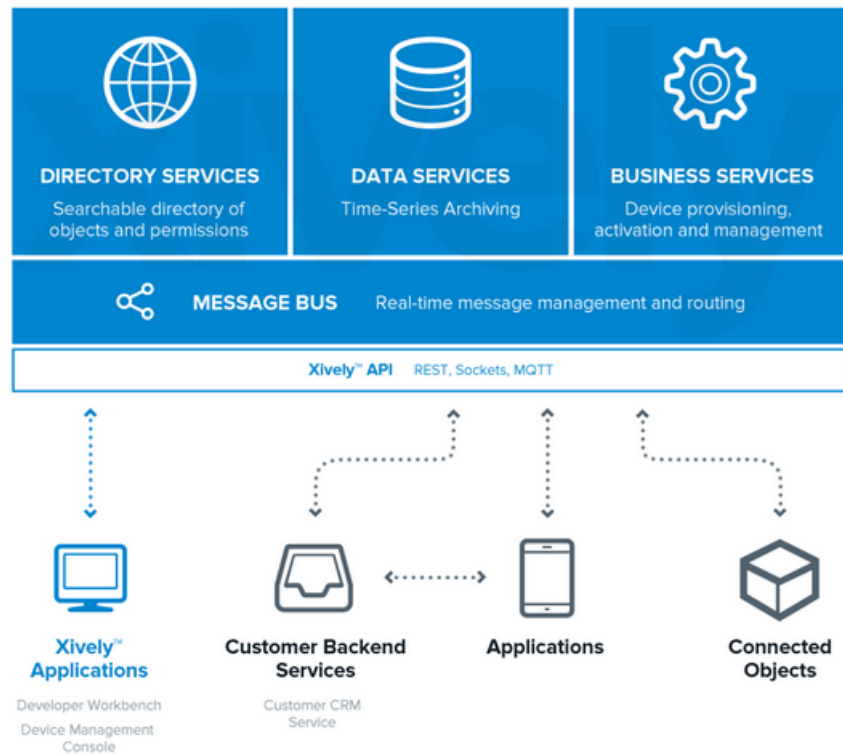 xively
DIRECTORY SERVICES
Searchable directory of
objects and permissions
DATA SERVICES
Time-Series Archiving
BUSINESS SERVICES
Device provisioning,
activation and management
MESSAGE BUS Real-time message management and routing
Xively™ API REST, Sockets, MQTT
Xively™
Applications
Developer Workbench
Device Management
Console
Customer Backend
Services
Customer CRM
Service
Applications
Connected
Objects